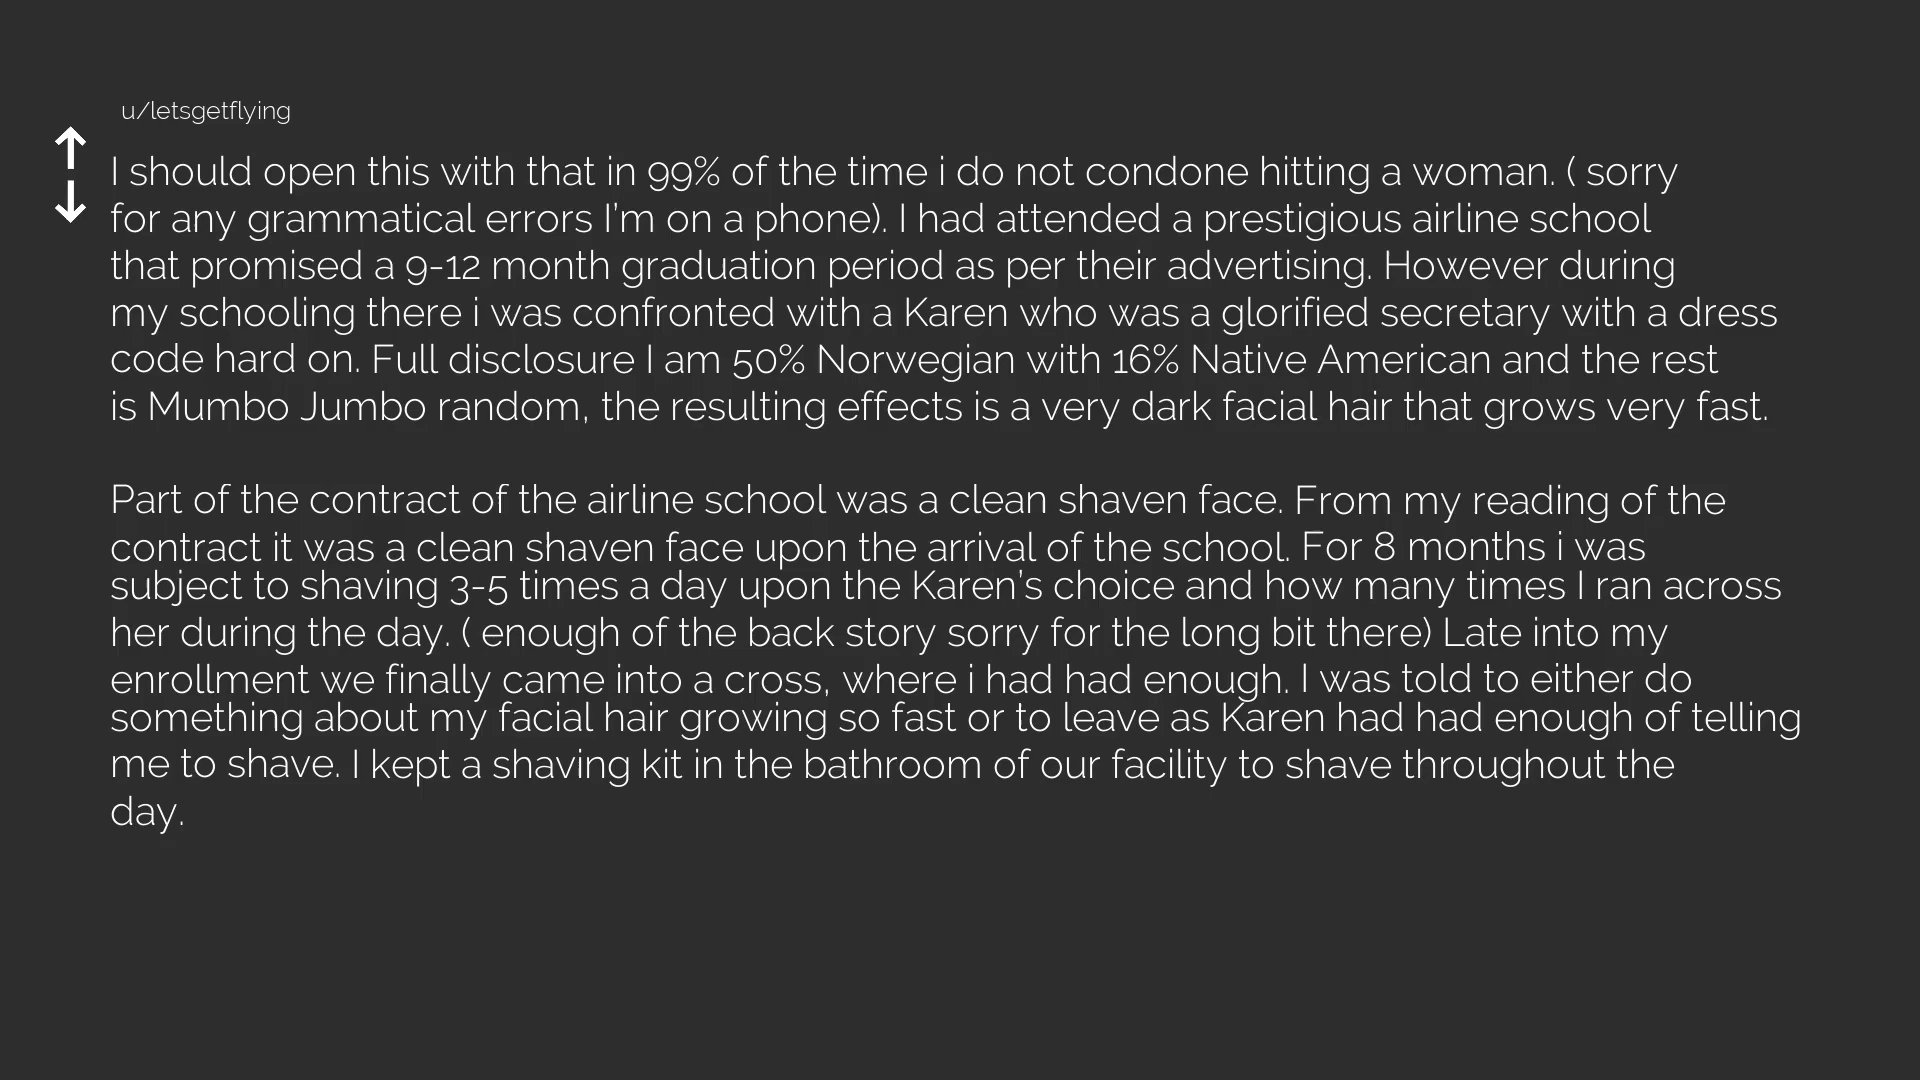 u/letsgetflying
I should open this with that in 99% of the time i do not condone hitting a woman. ( sorry
for any grammatical errors I'm on a phone). I had attended a prestigious airline school
that promised a 9-12 month graduation period as per their advertising. However during
my schooling there i was confronted with a Karen who was a glorified secretary with a dress
code hard on. Full disclosure I am 50% Norwegian with 16% Native American and the rest
is Mumbo Jumbo random, the resulting effects is a very dark facial hair that grows very fast.
Part of the contract of the airline school was a clean shaven face. From my reading of the
contract it was a clean shaven face upon the arrival of the school. For 8 months i was
subject to shaving 3-5 times a day upon the Karen's choice and how many times I ran across
her during the day. ( enough of the back story sorry for the long bit there) Late into my
enrollment we finally came into a cross, where i had had enough. I was told to either do
something about my facial hair growing so fast or to leave as Karen had had enough of telling
me to shave. I kept a shaving kit in the bathroom of our facility to shave throughout the
day.